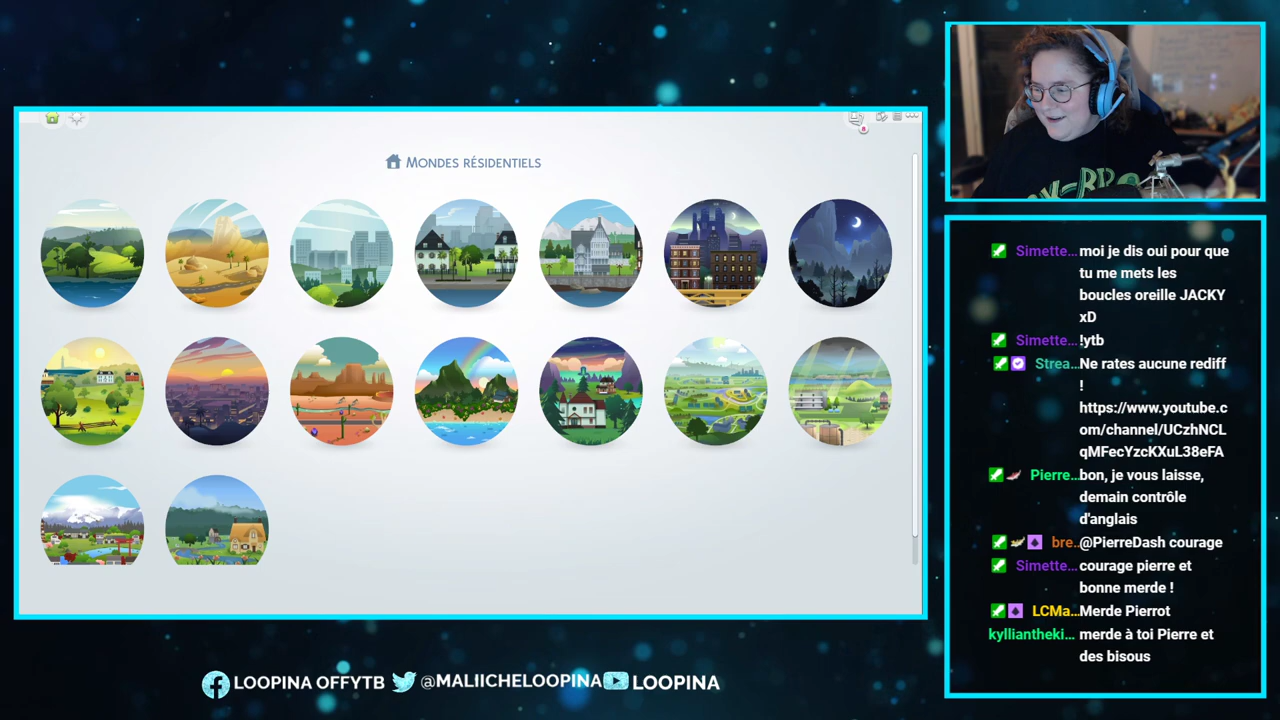 MONDES RÉSIDENTIELS
Simette... moi je dis oui pour que
tu me mets les
boucles oreille JACKY
xD
Simette... !ytb
Strea... Ne rates aucune rediff
!
https://www.youtube.c
om/channel/UCzhNCL
qMFecYzcKXuL38eFA
Pierre... bon, je vous laisse,
demain contrôle
d'anglais
bre... @PierreDash courage
Simette... courage pierre et
bonne merde !
LCMa... Merde Pierrot
kylliantheki... merde à toi Pierre et
des bisous
LOOPINA OFFYTB @MALIICHELOOPINA LOOPINA